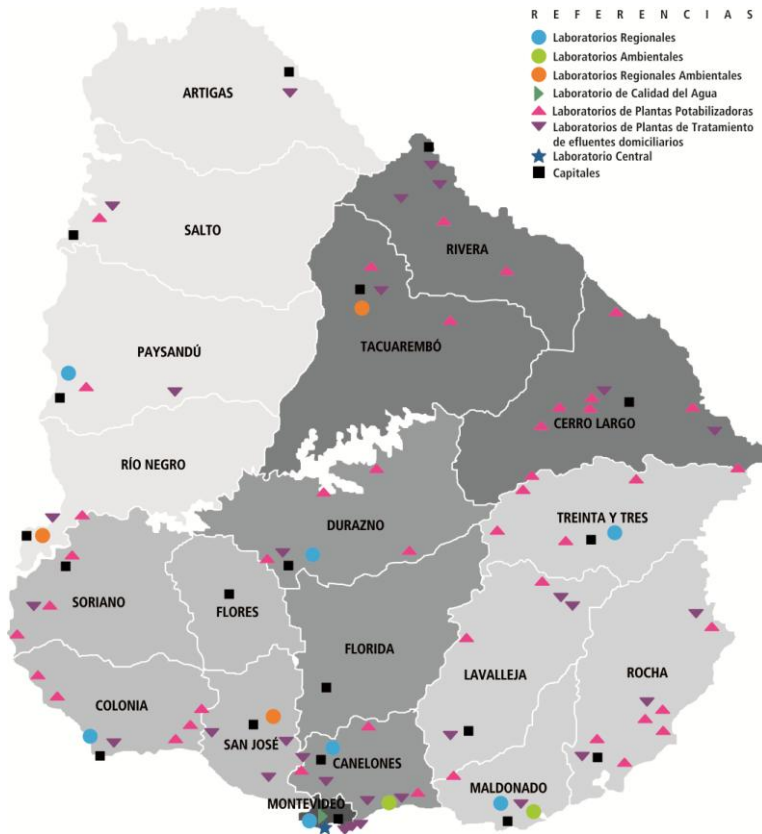 R E F E R E N C I A S
Laboratorios Regionales
Laboratorios Ambientales
Laboratorios Regionales Ambientales
Laboratorio de Calidad del Agua
Laboratorios de Plantas Potabilizadoras
Laboratorios de Plantas de Tratamiento
de efluentes domiciliarios
Laboratorio Central
Capitales
ARTIGAS
SALTO
RIVERA
PAYSANDÚ
TACUAREMBÓ
CERRO LARGO
RÍO NEGRO
DURAZNO
TREINTA Y TRES
SORIANO
FLORES
FLORIDA
LAVALLEJA
ROCHA
COLONIA
SAN JOSÉ
CANELONES
MALDONADO
MONTEVIDEO